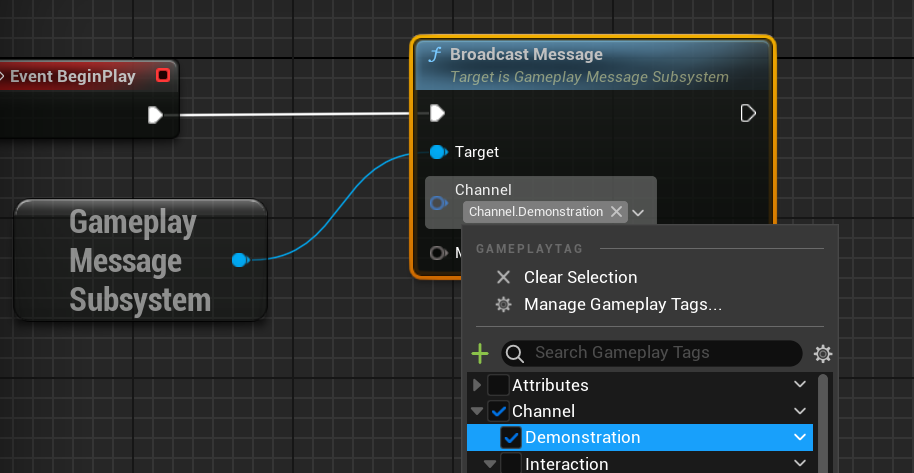 Event BeginPlay
Broadcast Message
Target is Gameplay Message Subsystem
Target
Channel
Channel.Demonstration
Gameplay
Message
Subsystem
GAMEPLAYTAG
Clear Selection
Manage Gameplay Tags...
Search Gameplay Tags
Attributes
Channel
Demonstration
Interaction